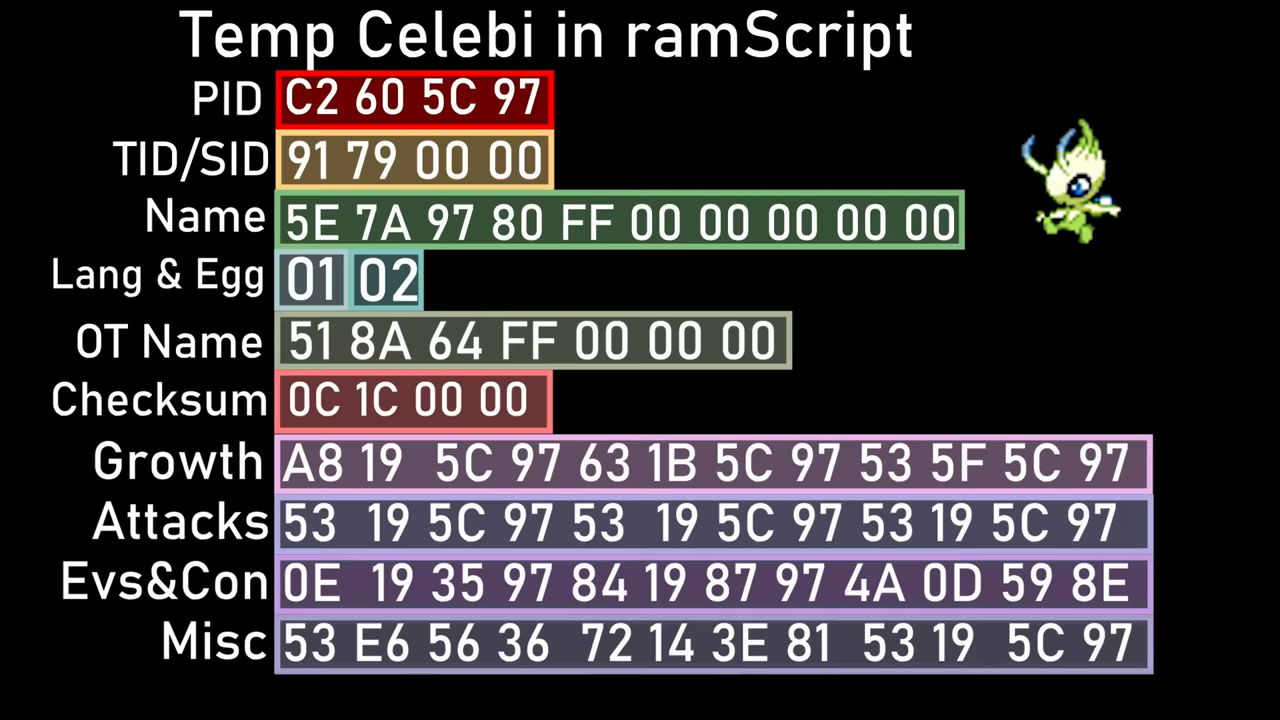 Temp Celebi in ramScript
PID C2 60 5C 97
TID/SID 91 79 00 00
Name 5E 7A 97 80 FF 00 00 00 00 00
Lang & Egg 01 02
OT Name 51 8A 64 FF 00 00 00
Checksum 0C 1C 00 00
Growth A8 19 5C 97 63 1B 5C 97 53 5F 5C 97
Attacks 53 19 5C 97 53 19 5C 97 53 19 5C 97
Evs&Con 0E 19 35 97 84 19 87 97 4A 0D 59 8E
Misc 53 E6 56 36 72 14 3E 81 53 19 5C 97